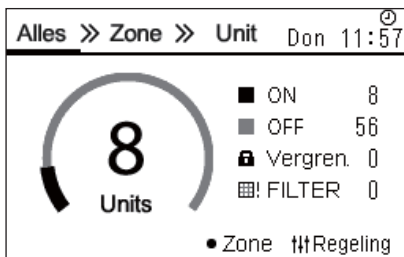 Alles >> Zone >> Unit Don 11:57
8
Units
ON 8
OFF 56
Vergren. 0
! FILTER 0
● Zone Regeling